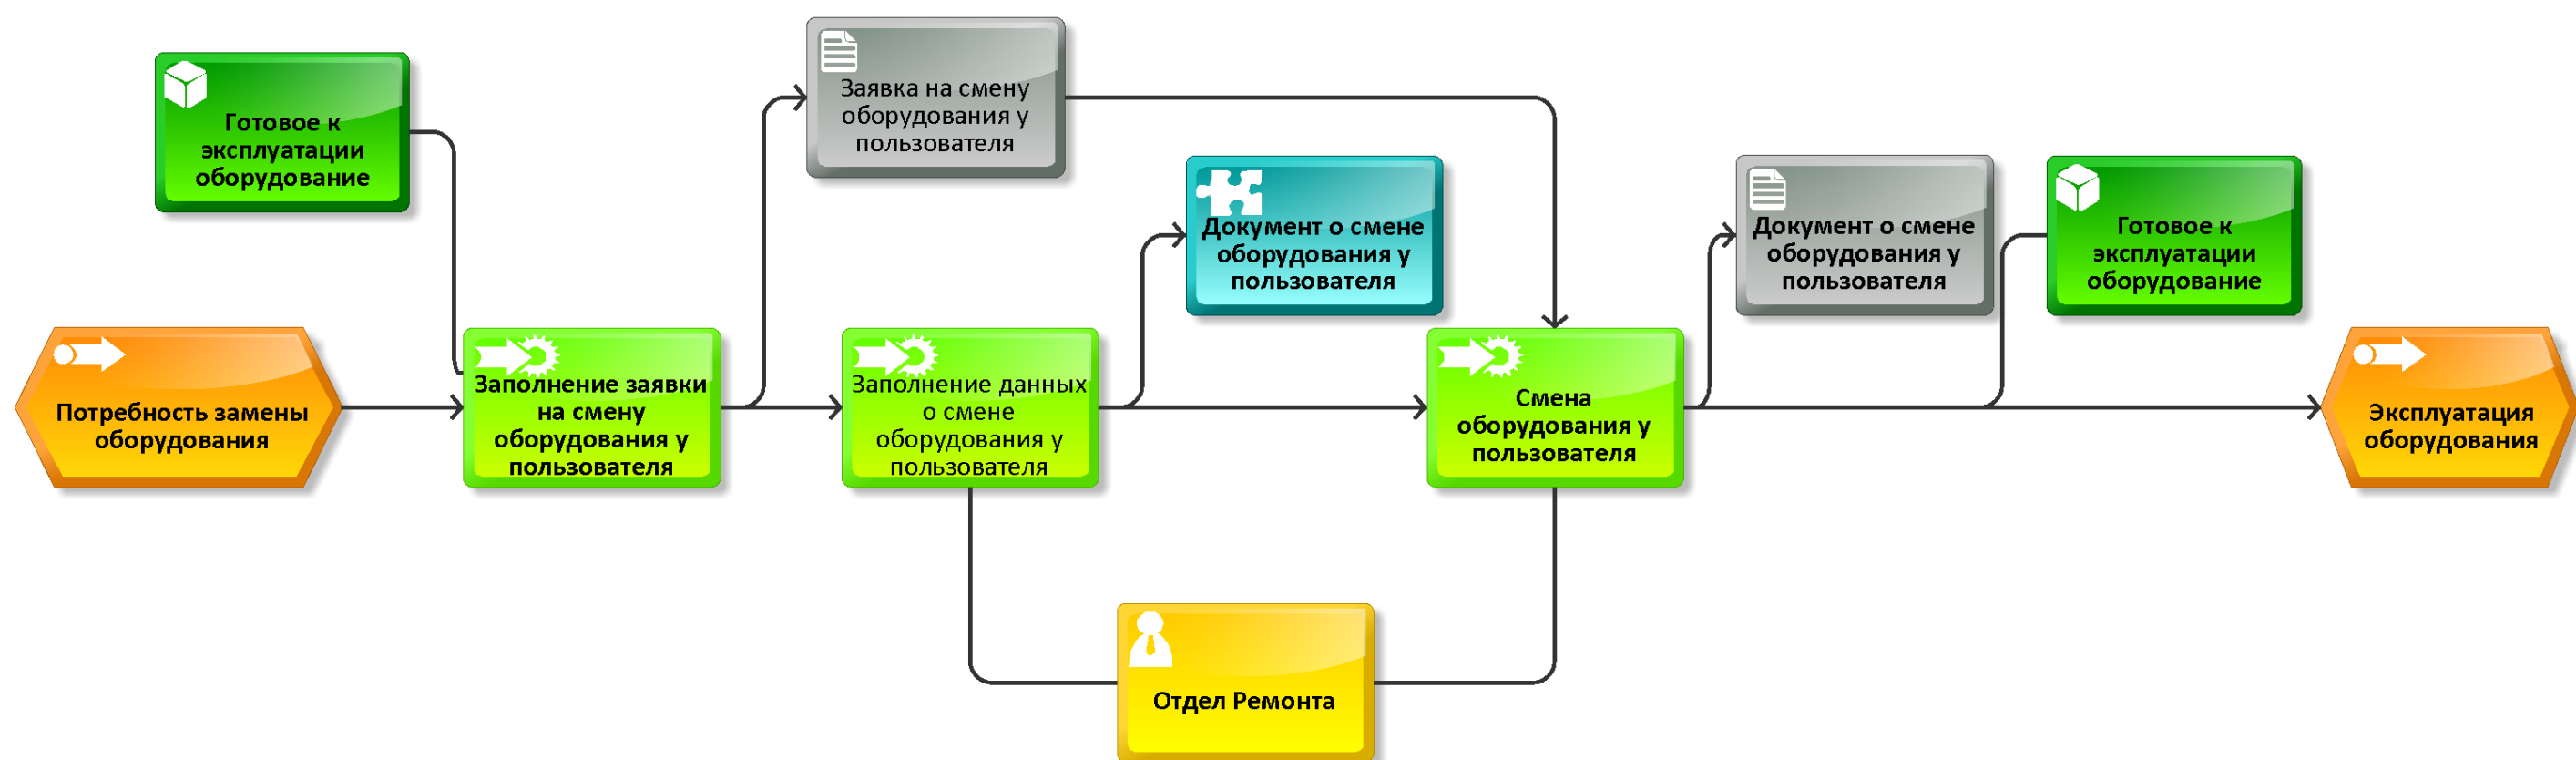 Готовое к
эксплуатации
оборудование
Заявка на смену
оборудования у
пользователя
Документ о смене
оборудования у
пользователя
Документ о смене
оборудования у
пользователя
Готовое к
эксплуатации
оборудование
Потребность замены
оборудования
Заполнение заявки
на смену
оборудования у
пользователя
Заполнение данных
о смене
оборудования у
пользователя
Смена
оборудования у
пользователя
Эксплуатация
оборудования
Отдел Ремонта